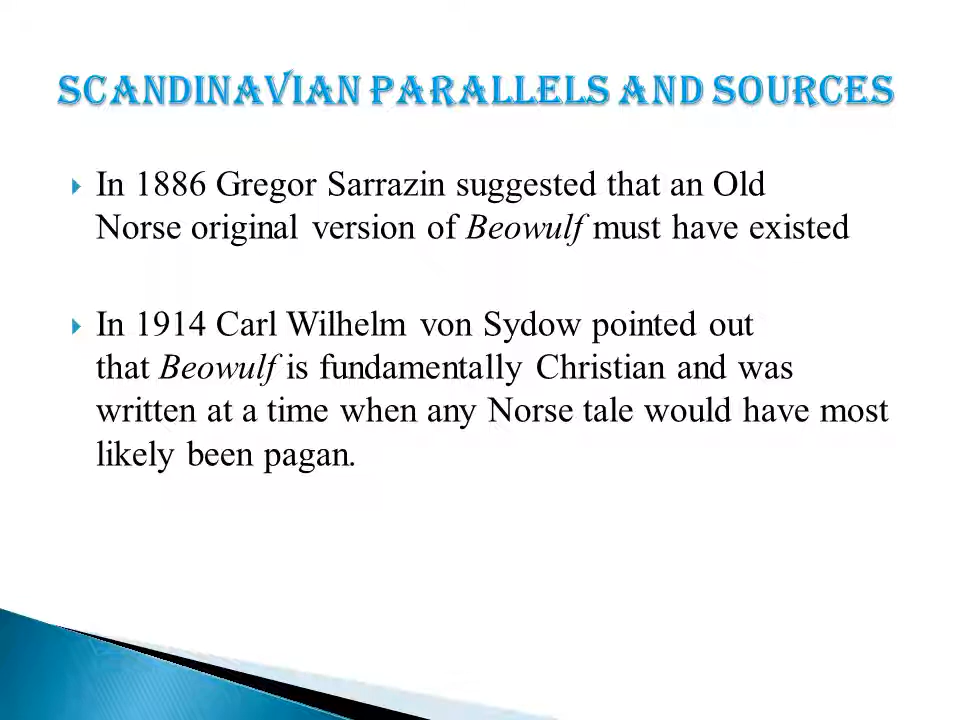 SCANDINAVIAN PARALLELS AND SOURCES
In 1886 Gregor Sarrazin suggested that an Old
Norse original version of Beowulf must have existed
In 1914 Carl Wilhelm von Sydow pointed out
that Beowulf is fundamentally Christian and was
written at a time when any Norse tale would have most
likely been pagan.